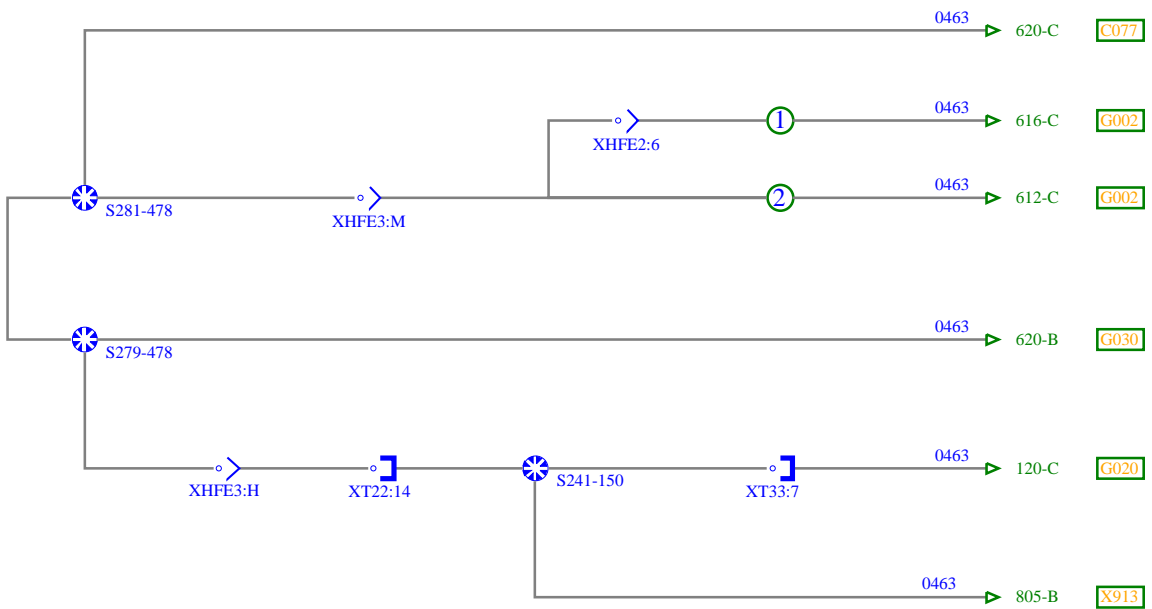 0463
620-C C077
0463
1 616-C G002
XHFE2:6
0463
2 612-C G002
S281-478
XHFE3:M
0463
620-B G030
S279-478
0463
120-C G020
XHFE3:H XT22:14 S241-150 XT33:7
0463
805-B X913